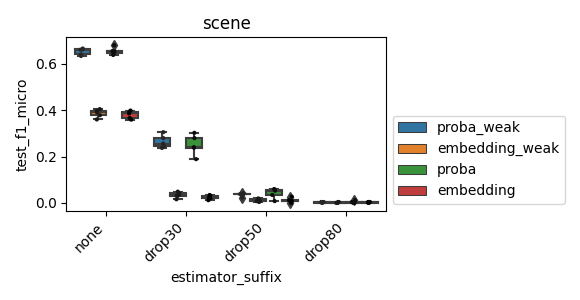 scene
test_f1_micro
0.6
0.4
0.2
0.0
none
drop30
drop50
drop80
estimator_suffix
proba_weak
embedding_weak
proba
embedding